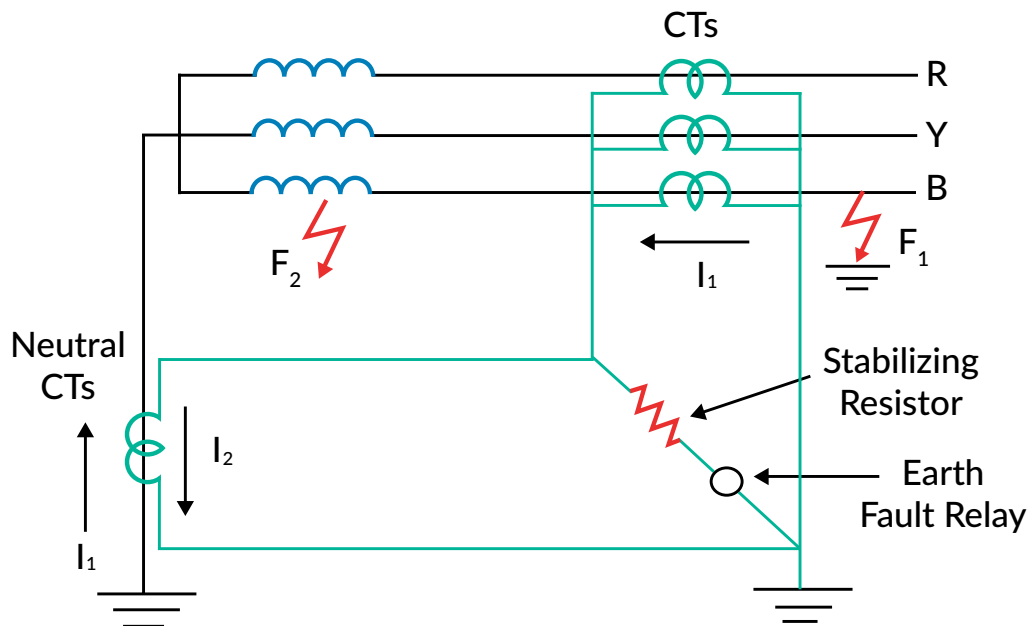 CTs
R
Y
B
F2
I1
F1
Neutral
CTs
Stabilizing
Resistor
I2
Earth
Fault Relay
I1